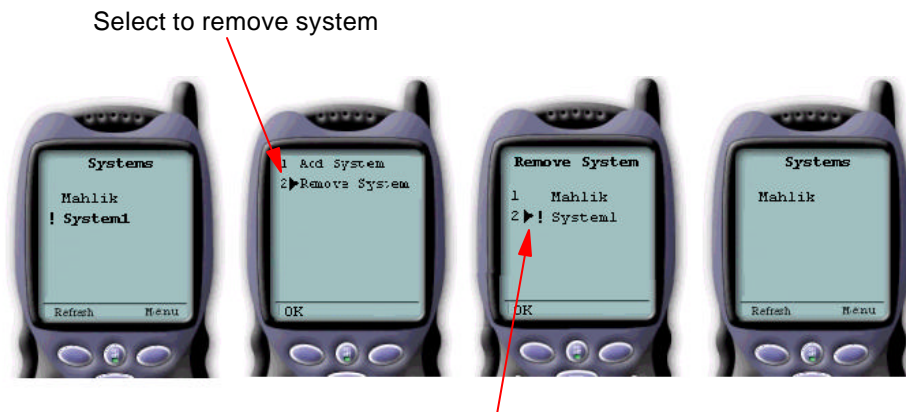 Select to remove system
Systems
Mahlik
! System1
Refresh Menu
1 Add System
2 Remove System
OK
Remove System
1 Mahlik
2 ! System1
OK
Systems
Mahlik
Refresh Menu